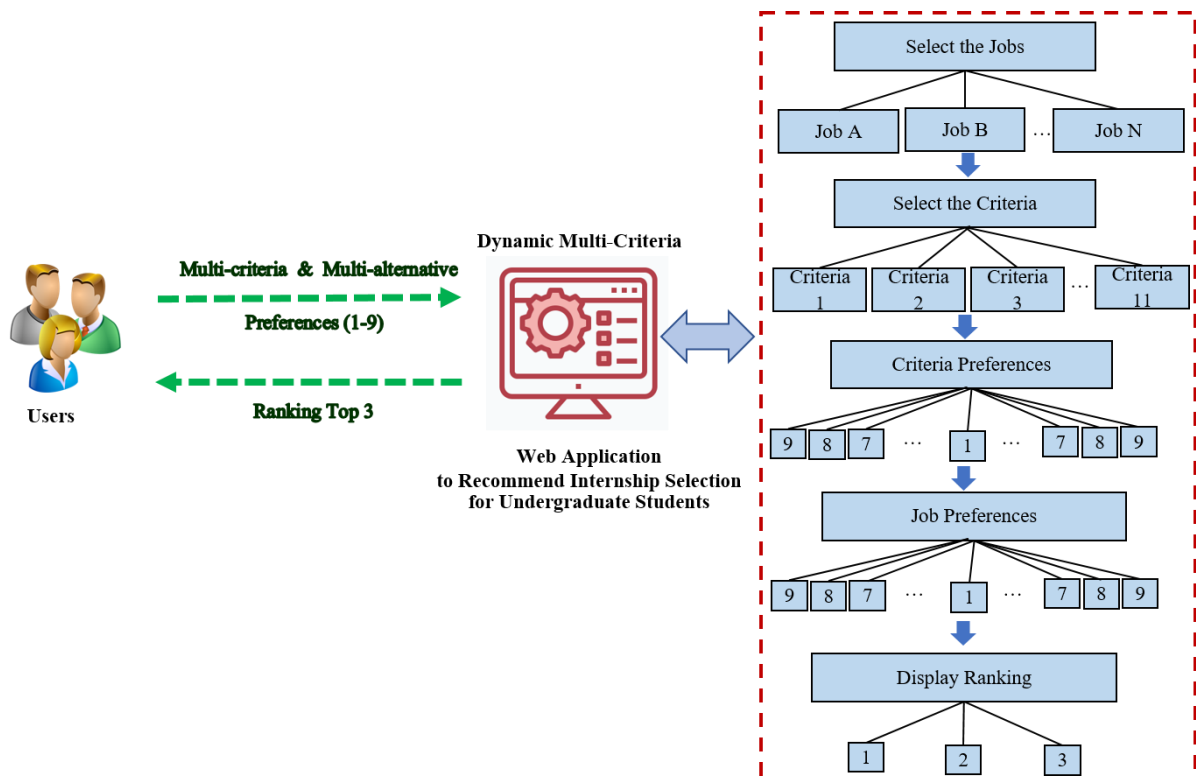 Select the Jobs
Job A
Job B
…
Job N
Select the Criteria
Criteria
1
Criteria
2
Criteria
3
…
Criteria
11
Criteria Preferences
9
8
7
…
1
…
7
8
9
Job Preferences
9
8
7
…
1
…
7
8
9
Display Ranking
1
2
3
Dynamic Multi-Criteria
Multi-criteria & Multi-alternative
Preferences (1-9)
Ranking Top 3
Users
Web Application
to Recommend Internship Selection
for Undergraduate Students